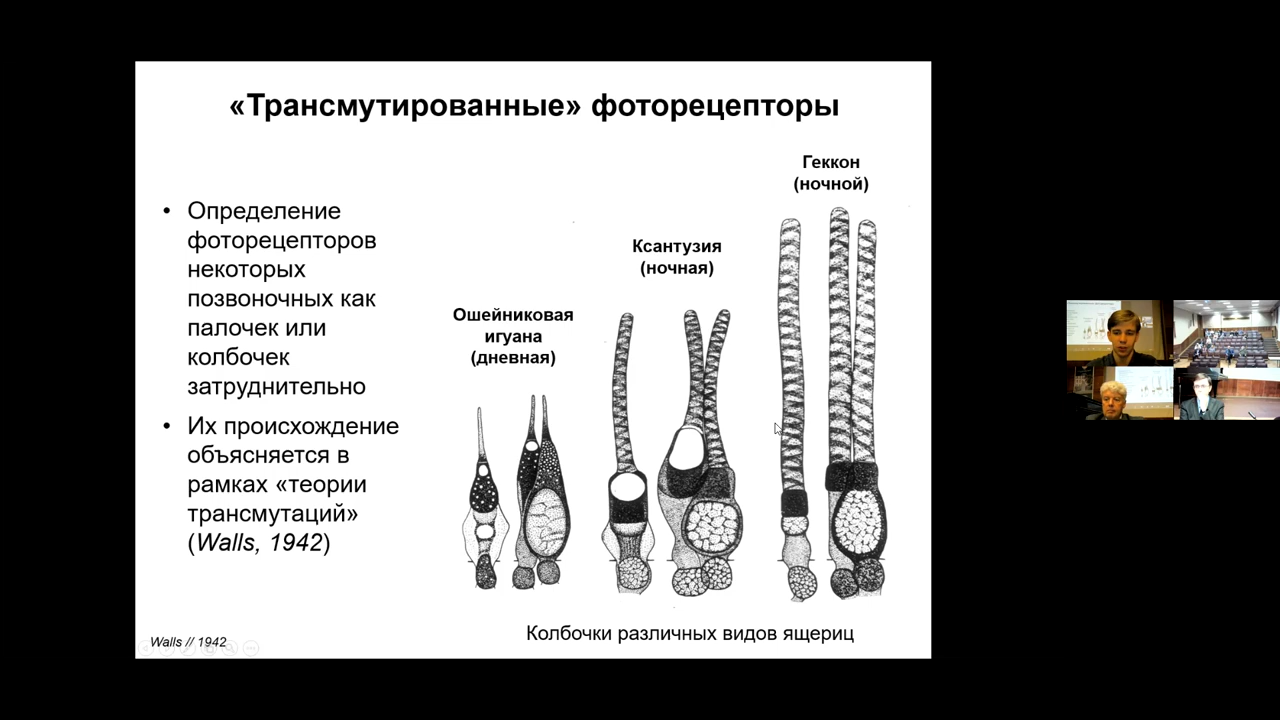 «Трансмутированные» фоторецепторы
• Определение
фоторецепторов
некоторых
позвоночных как
палочек или
колбочек
затруднительно
• Их происхождение
объясняется в
рамках «теории
трансмутаций»
(Walls, 1942)
Ошейниковая
игуана
(дневная)
Ксантузия
(ночная)
Геккон
(ночной)
Колбочки различных видов ящериц
Walls // 1942